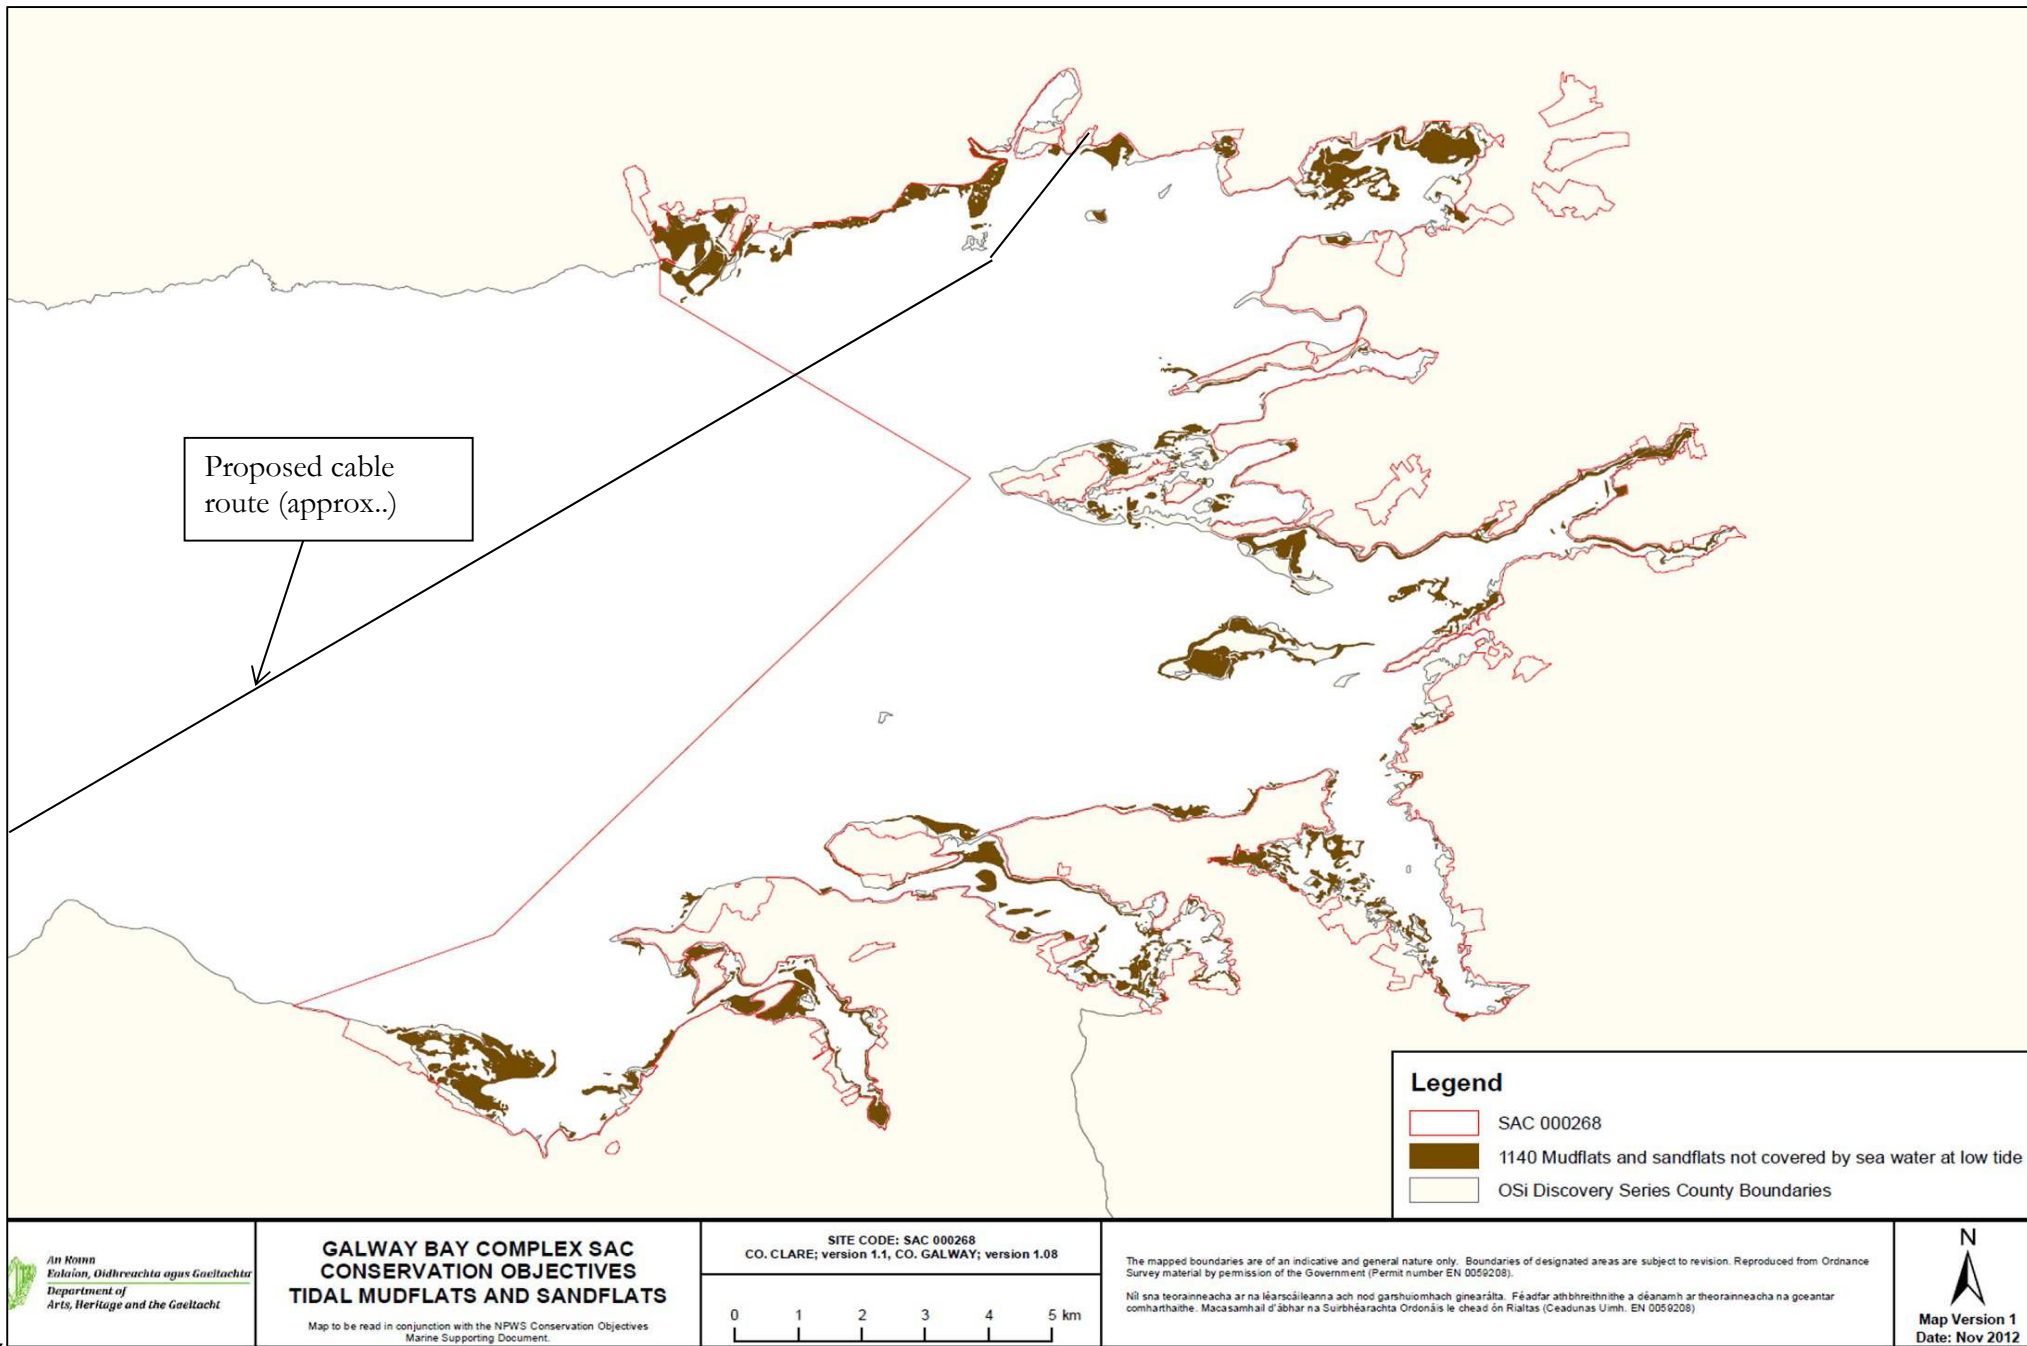 Proposed cable
route (approx..)
Legend
SAC 000268
1140 Mudflats and sandflats not covered by sea water at low tide
OSi Discovery Series County Boundaries
An Roinn
Ealaíon, Oidhreachta agus Gaeltachta
Department of
Arts, Heritage and the Gaeltacht
GALWAY BAY COMPLEX SAC
CONSERVATION OBJECTIVES
TIDAL MUDFLATS AND SANDFLATS
Map to be read in conjunction with the NPWS Conservation Objectives
Marine Supporting Document.
SITE CODE: SAC 000268
CO. CLARE; version 1.1, CO. GALWAY; version 1.08
0 1 2 3 4 5 km
The mapped boundaries are of an indicative and general nature only. Boundaries of designated areas are subject to revision. Reproduced from Ordnance
Survey material by permission of the Government (Permit number EN 0059208).
Níl sna teorainneacha ar na léarscáileanna ach nod garshuíomhach ginearálta. Féadfar athbhreithnithe a déanamh ar theorainneacha na gceantar
comharthaithe. Macasamhail d'ábhar na Suirbhéarachta Ordonáis le chead ón Rialtas (Ceadunas Uimh. EN 0059208)
N
Map Version 1
Date: Nov 2012